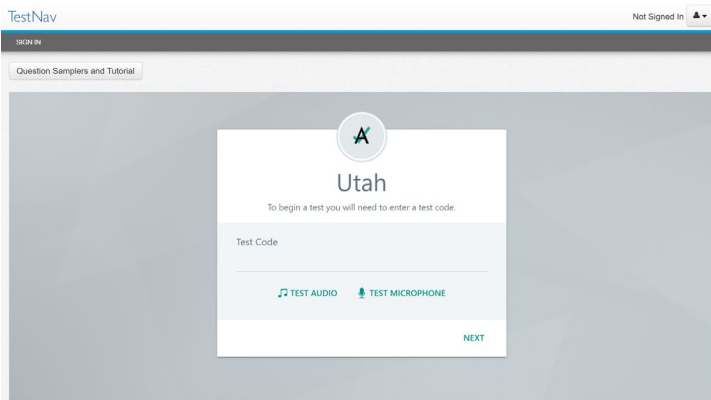 TestNav
Not Signed In
SIGN IN
Question Samplers and Tutorial
Utah
To begin a test you will need to enter a test code.
Test Code
TEST AUDIO TEST MICROPHONE
NEXT